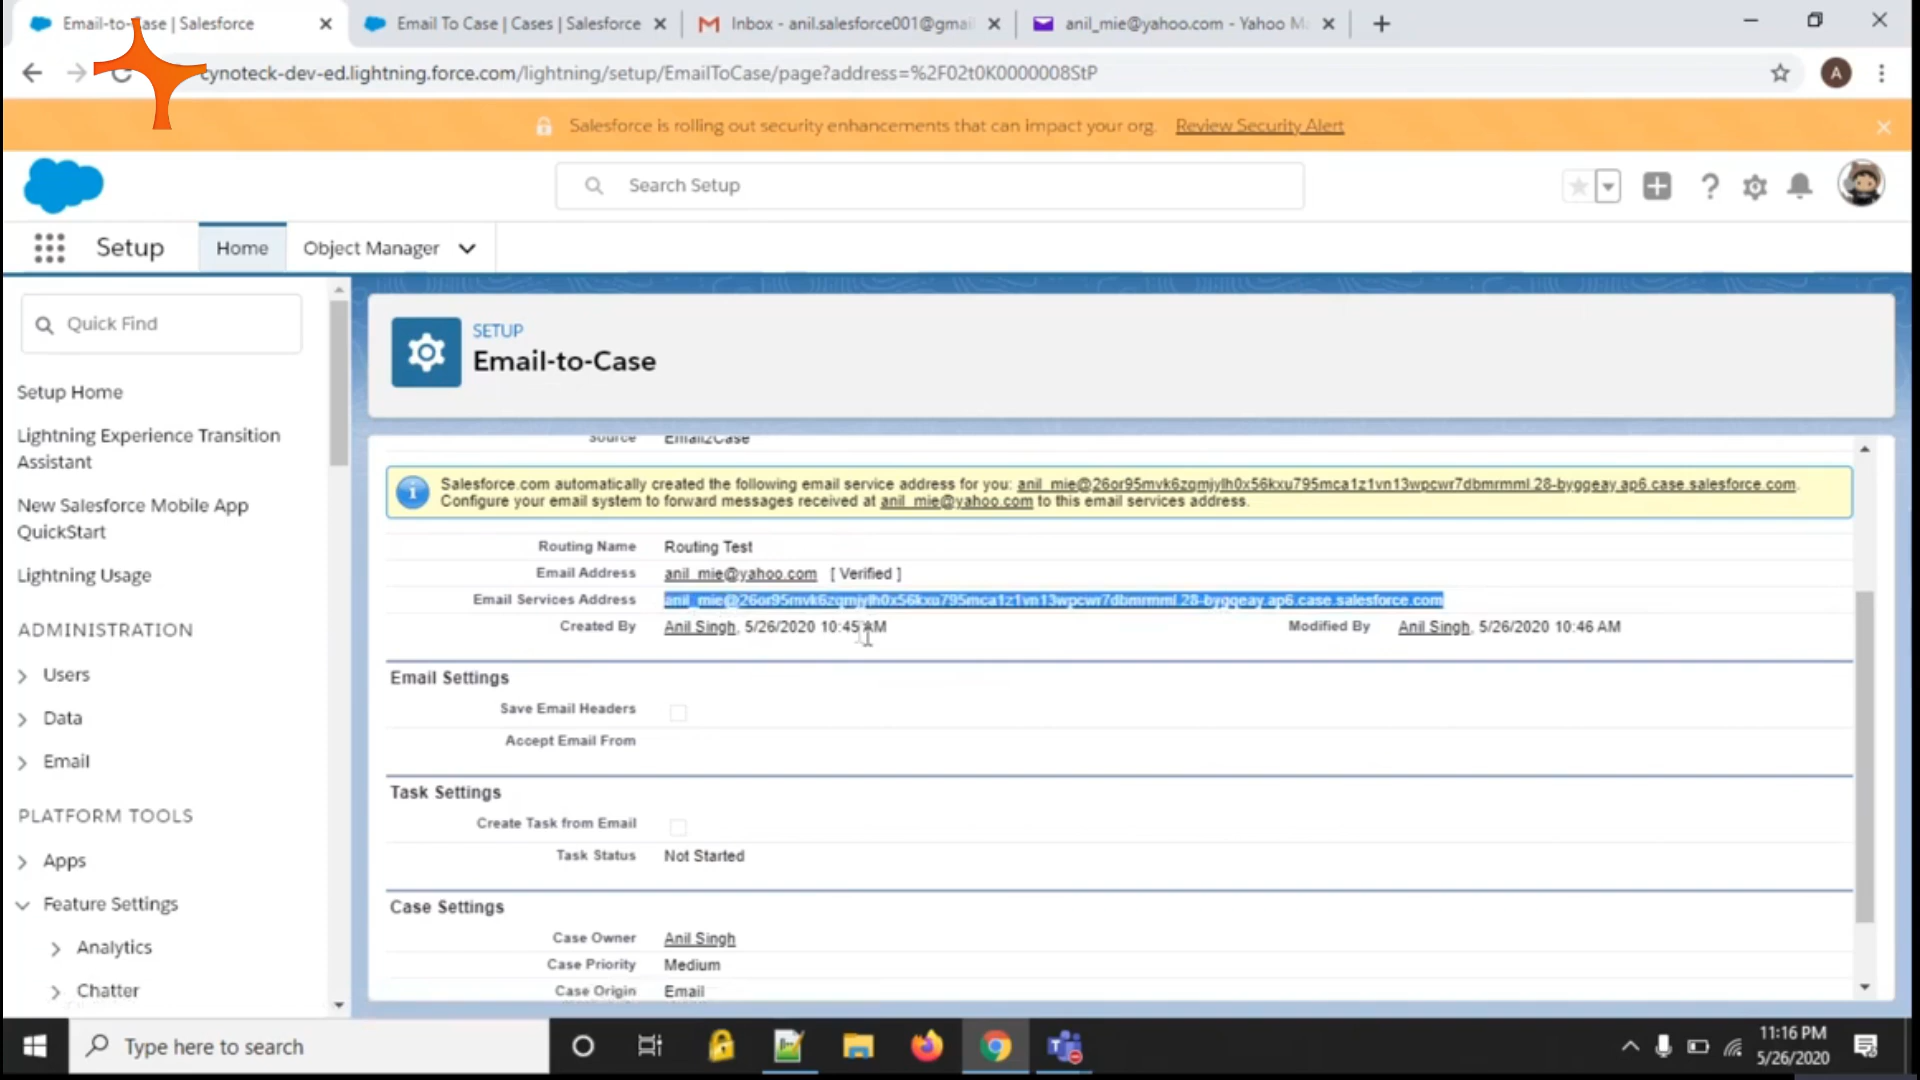 Email-to-Case | Salesforce
Email To Case | Cases | Salesforce
Inbox - anil.salesforce001@gmai
anil_mie@yahoo.com - Yahoo M
cynoteck-dev-ed.lightning.force.com/lightning/setup/EmailToCase/page?address=%2F02t0K0000008StP
A
Salesforce is rolling out security enhancements that can impact your org. Review Security Alert
Search Setup
Setup
Home
Object Manager
Quick Find
Setup Home
Lightning Experience Transition
Assistant
New Salesforce Mobile App
QuickStart
Lightning Usage
ADMINISTRATION
Users
Data
Email
PLATFORM TOOLS
Apps
Feature Settings
Analytics
Chatter
SETUP
Email-to-Case
Source Email2Case
Salesforce.com automatically created the following email service address for you:
Configure your email system to forward messages received at anil_mie@yahoo.com to this email services address.
Routing Name Routing Test
Email Address anil_mie@yahoo.com [ Verified ]
Email Services Address
Created By Anil Singh, 5/26/2020 10:45 AM Modified By Anil Singh, 5/26/2020 10:46 AM
Email Settings
Save Email Headers
Accept Email From
Task Settings
Create Task from Email
Task Status Not Started
Case Settings
Case Owner Anil Singh
Case Priority Medium
Case Origin Email
Type here to search
11:16 PM
5/26/2020